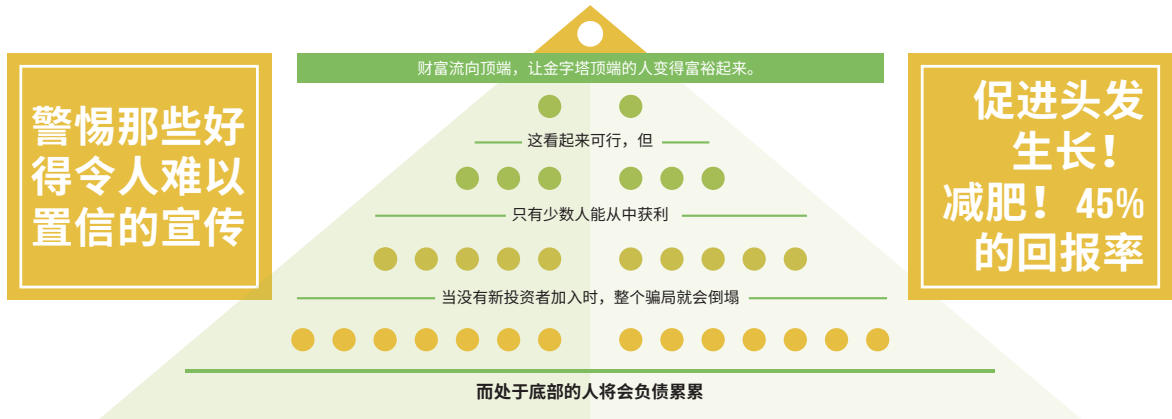 警惕那些好
得令人难以
置信的宣传
财富流向顶端，让金字塔顶端的人变得富裕起来。
这看起来可行，但
只有少数人能从中获利
当没有新投资者加入时，整个骗局就会倒塌
而处于底部的人将会负债累累
促进头发
生长！
减肥！45%
的回报率